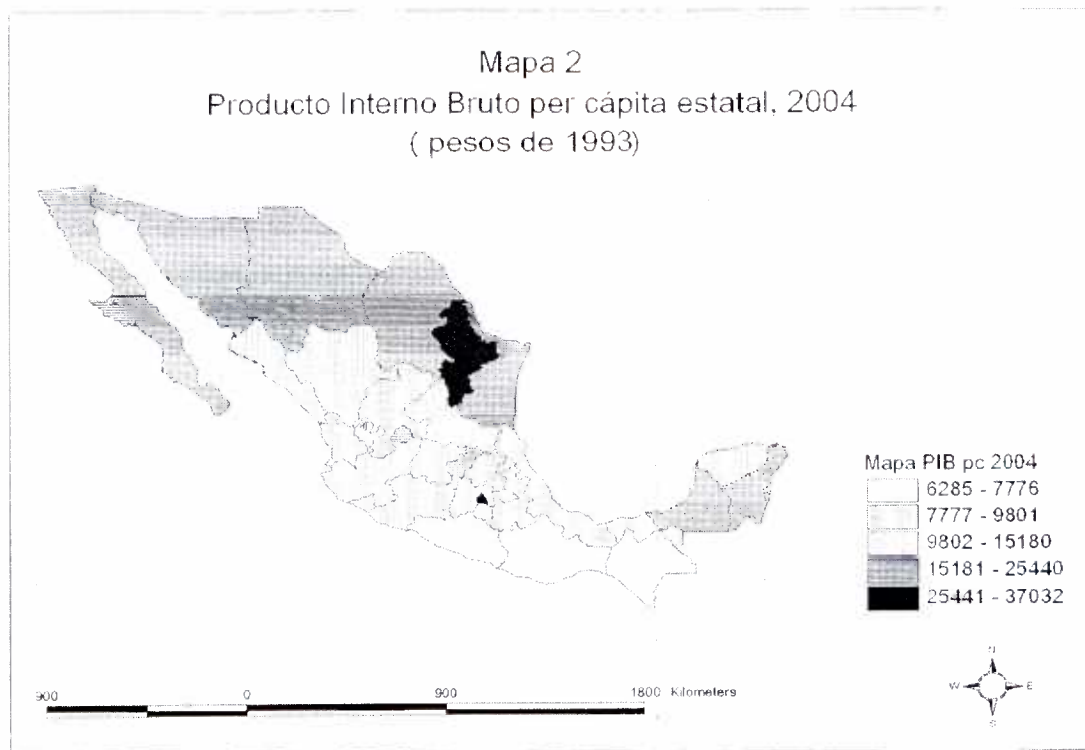 Mapa 2
Producto Interno Bruto per cápita estatal, 2004
( pesos de 1993)
Mapa PIB pc 2004
6285 - 7776
7777 - 9801
9802 - 15180
15181 - 25440
25441 - 37032
N
W E
S
900 0 900 1800 Kilometers